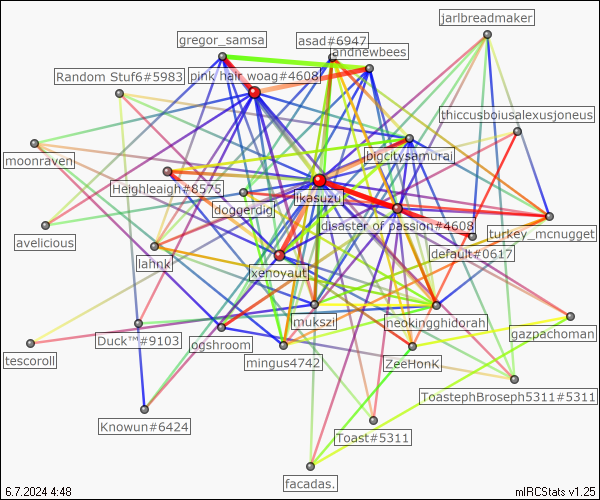 jarlbreadmaker
gregor_samsa
asad#6947
andnewbees
Random Stuf6#5983
pink hair woag#4608
thiccusboiusalexusjoneus
moonraven
bigcitysamurai
Heighleaigh#8575
doggerdig
likasuzu
avelicious
disaster of passion#4608
turkey_mcnugget
default#0617
lahnk
xenoyaut
mukszi
neokingghidorah
gazpachoman
tescoroll
Duck™#9103
ogshroom
mingus4742
ZeeHonK
ToastephBroseph5311#5311
Knowun#6424
Toast#5311
facadas.
6.7.2024 4:48
mIRCStats v1.25